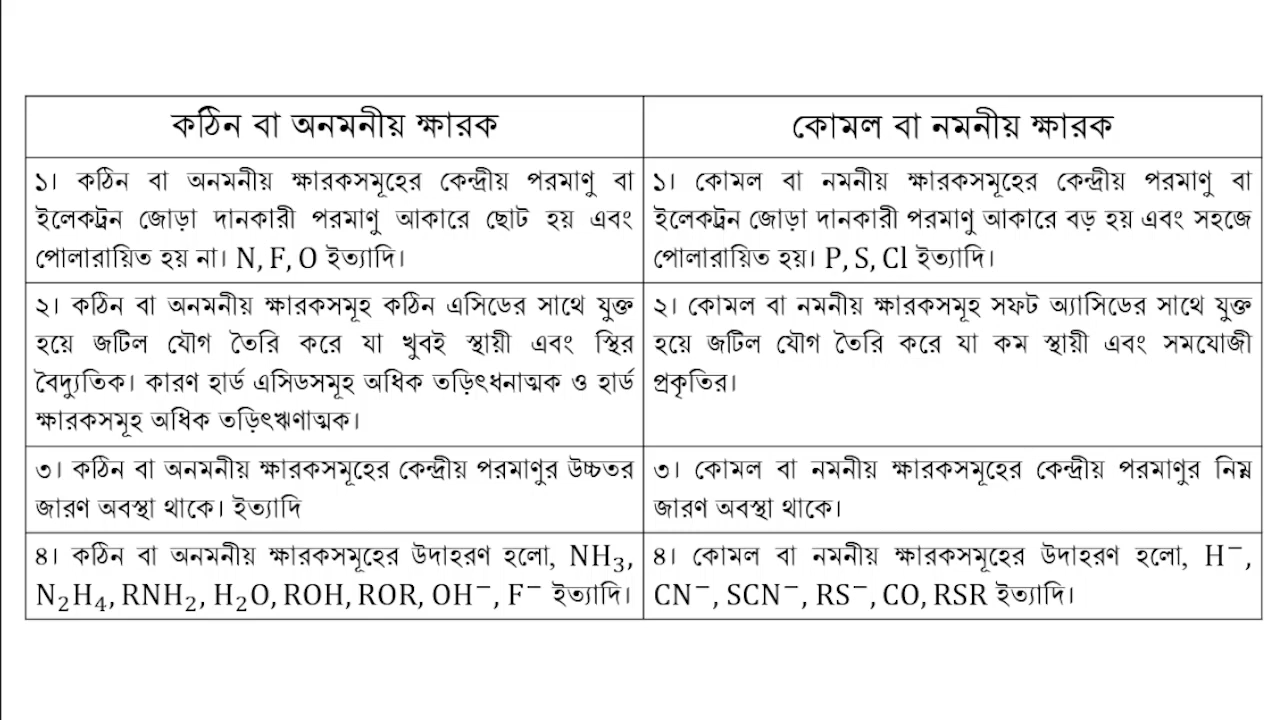 কঠিন বা অনমনীয় ক্ষারক
কোমল বা নমনীয় ক্ষারক
১। কঠিন বা অনমনীয় ক্ষারকসমূহের কেন্দ্রীয় পরমাণু বা
ইলেকট্রন জোড়া দানকারী পরমাণু আকারে ছোট হয় এবং
পোলারায়িত হয় না। N, F, O ইত্যাদি।
১। কোমল বা নমনীয় ক্ষারকসমূহের কেন্দ্রীয় পরমাণু বা
ইলেকট্রন জোড়া দানকারী পরমাণু আকারে বড় হয় এবং সহজে
পোলারায়িত হয়। P, S, Cl ইত্যাদি।
২। কঠিন বা অনমনীয় ক্ষারকসমূহ কঠিন এসিডের সাথে যুক্ত
হয়ে জটিল যৌগ তৈরি করে যা খুবই স্থায়ী এবং স্থির
বৈদ্যুতিক। কারণ হার্ড এসিডসমূহ অধিক তড়িৎধনাত্মক ও হার্ড
ক্ষারকসমূহ অধিক তড়িৎঋণাত্মক।
২। কোমল বা নমনীয় ক্ষারকসমূহ সফট অ্যাসিডের সাথে যুক্ত
হয়ে জটিল যৌগ তৈরি করে যা কম স্থায়ী এবং সমযোজী
প্রকৃতির।
৩। কঠিন বা অনমনীয় ক্ষারকসমূহের কেন্দ্রীয় পরমাণুর উচ্চতর
জারণ অবস্থা থাকে। ইত্যাদি
৩। কোমল বা নমনীয় ক্ষারকসমূহের কেন্দ্রীয় পরমাণুর নিম্ন
জারণ অবস্থা থাকে।
৪। কঠিন বা অনমনীয় ক্ষারকসমূহের উদাহরণ হলো, NH₃,
N₂H₄, RNH₂, H₂O, ROH, ROR, OH⁻, F⁻ ইত্যাদি।
৪। কোমল বা নমনীয় ক্ষারকসমূহের উদাহরণ হলো, H⁻,
CN⁻, SCN⁻, RS⁻, CO, RSR ইত্যাদি।